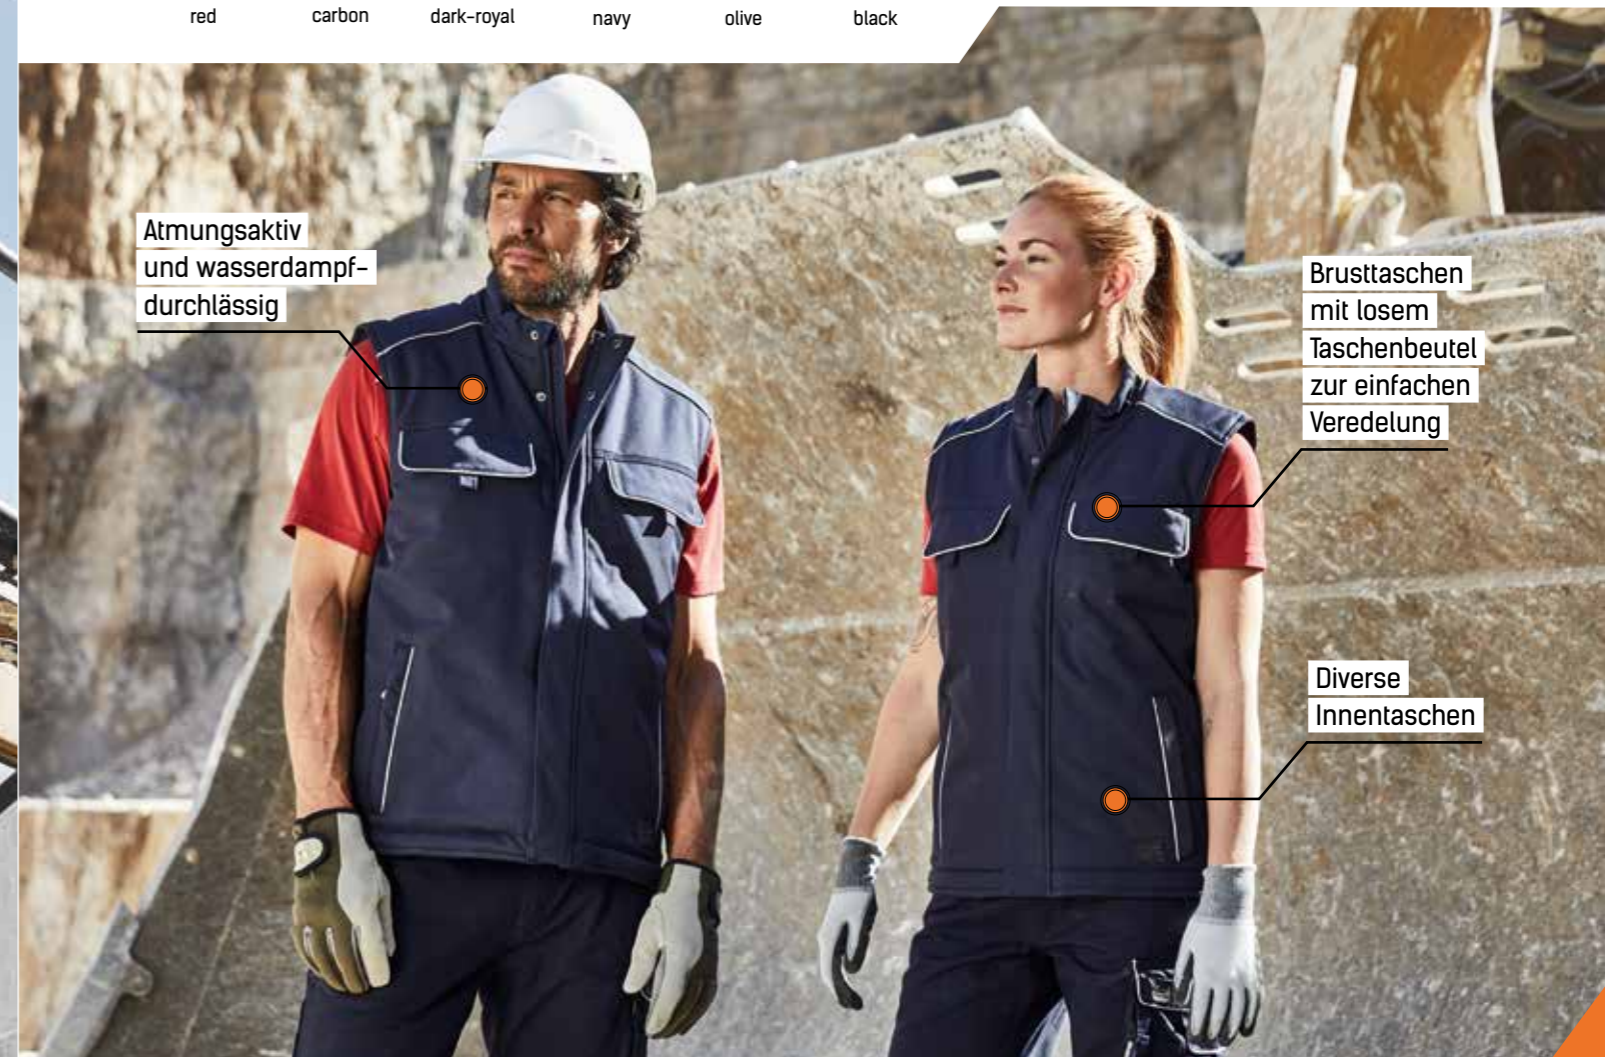 red carbon dark-royal navy olive black
Atmungsaktiv
und wasserdampf-
durchlässig
Brusttaschen
mit losem
Taschenbeutel
zur einfachen
Veredelung
Diverse
Innentaschen